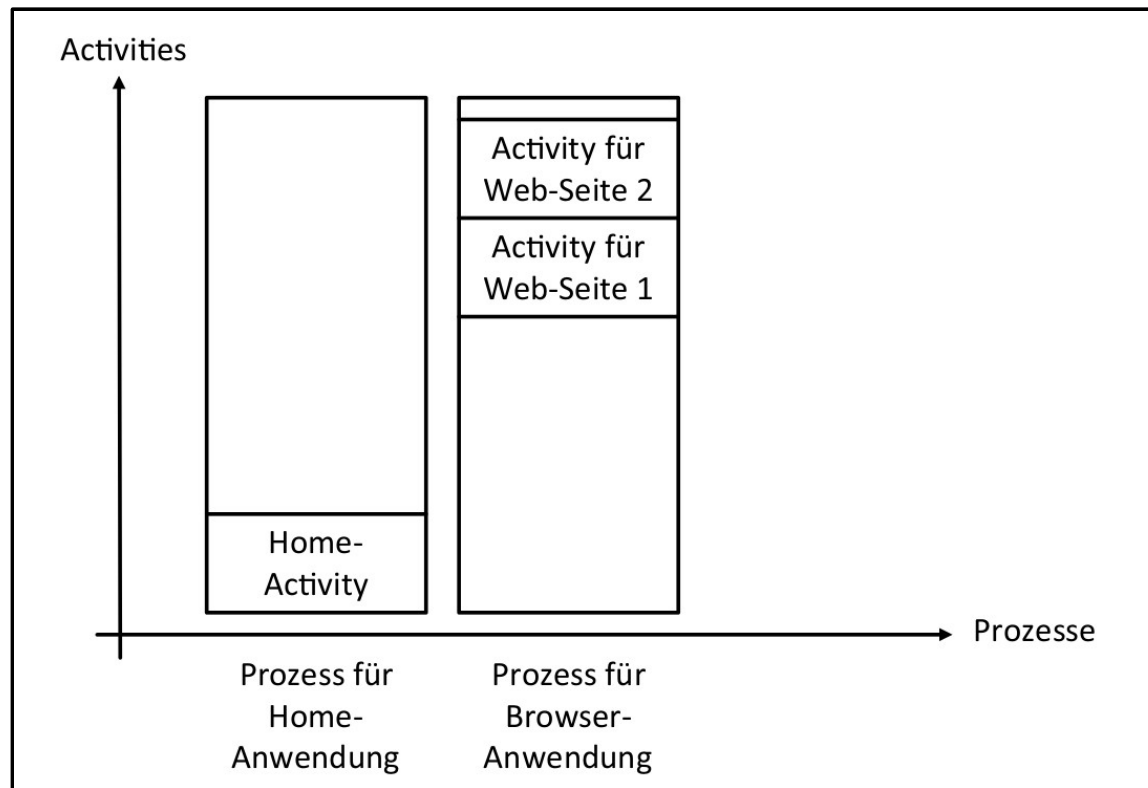 Activities
Activity für
Web-Seite 2
Activity für
Web-Seite 1
Home-
Activity
Prozesse
Prozess für
Home-
Anwendung
Prozess für
Browser-
Anwendung